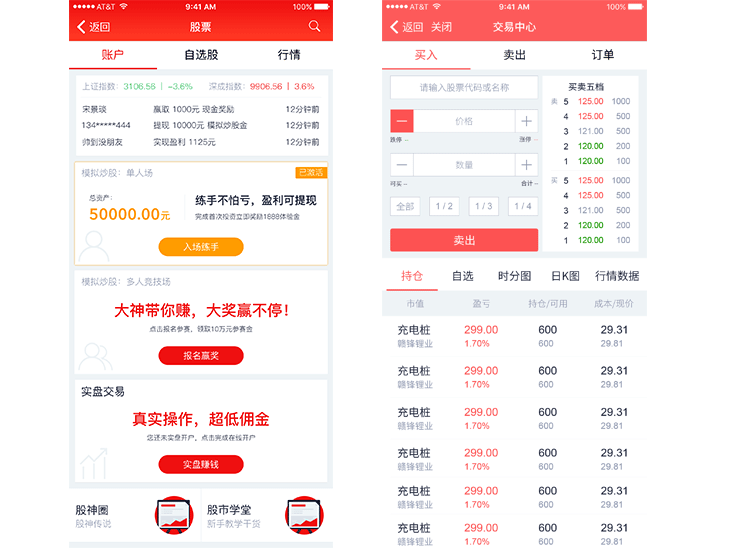 AT&T 9:41 AM 100%
返回 股票
账户 自选股 行情
上证指数: 3106.56 | -3.6% 深成指数: 9906.56 | 3.6%
宋景琰 赢取 1000元 现金奖励 12分钟前
134*****444 提现 10000元 模拟炒股金 12分钟前
帅到没朋友 实现盈利 1125元 12分钟前
模拟炒股: 单人场 已激活
总资产:
50000.00元
练手不怕亏，盈利可提现
完成首次投资立即奖励1688体验金
入场练手
模拟炒股: 多人竞技场
大神带你赚，大奖赢不停！
点击报名参赛，领取10万元参赛金
报名赢奖
实盘交易
真实操作，超低佣金
您还未实盘开户，点击完成在线开户
实盘赚钱
股神圈
股神传说
股市学堂
新手教学干货
AT&T 9:41 AM 100%
返回 关闭 交易中心
买入 卖出 订单
请输入股票代码或名称
价格
跌停 -- 涨停 --
数量
可买 -- 合计 --
全部 1 / 2 1 / 3 1 / 4
卖出
买卖五档
卖 5 125.00 1000
4 125.00 500
3 121.00 500
2 120.00 200
1 120.00 100
买 5 125.00 1000
4 125.00 500
3 121.00 500
2 120.00 200
1 120.00 100
持仓 自选 时分图 日K图 行情数据
市值 盈亏 持仓/可用 成本/现价
充电桩 299.00 600 29.31
赣锋锂业 1.70% 600 29.81
充电桩 299.00 600 29.31
赣锋锂业 1.70% 600 29.81
充电桩 299.00 600 29.31
赣锋锂业 1.70% 600 29.81
充电桩 299.00 600 29.31
赣锋锂业 1.70% 600 29.81
充电桩 299.00 600 29.31
赣锋锂业 1.70% 600 29.81
充电桩 299.00 600 29.31
赣锋锂业 1.70% 600 29.81